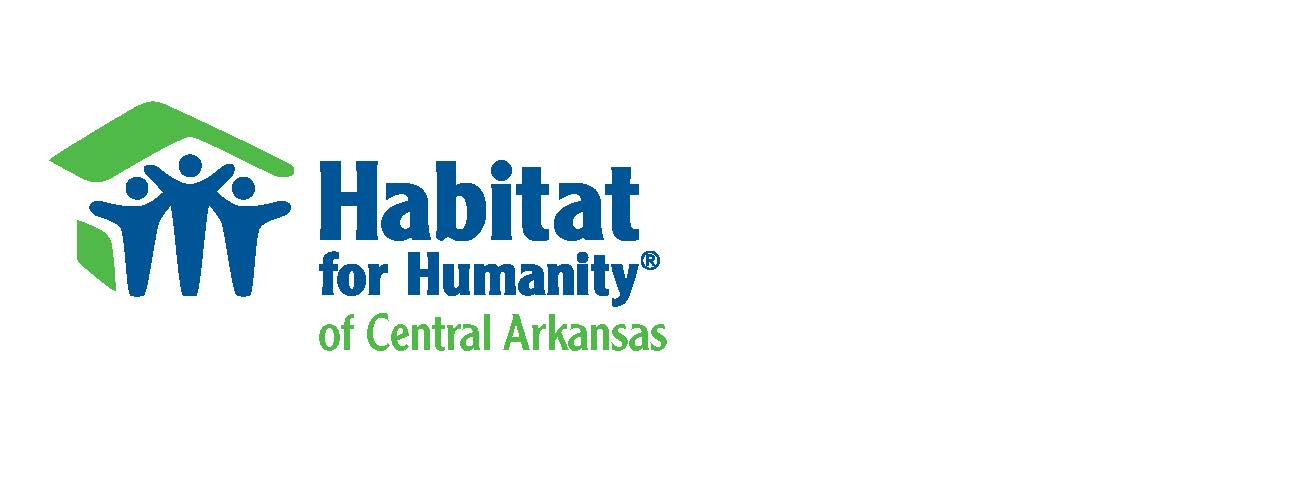 Habitat
for Humanity®
of Central Arkansas